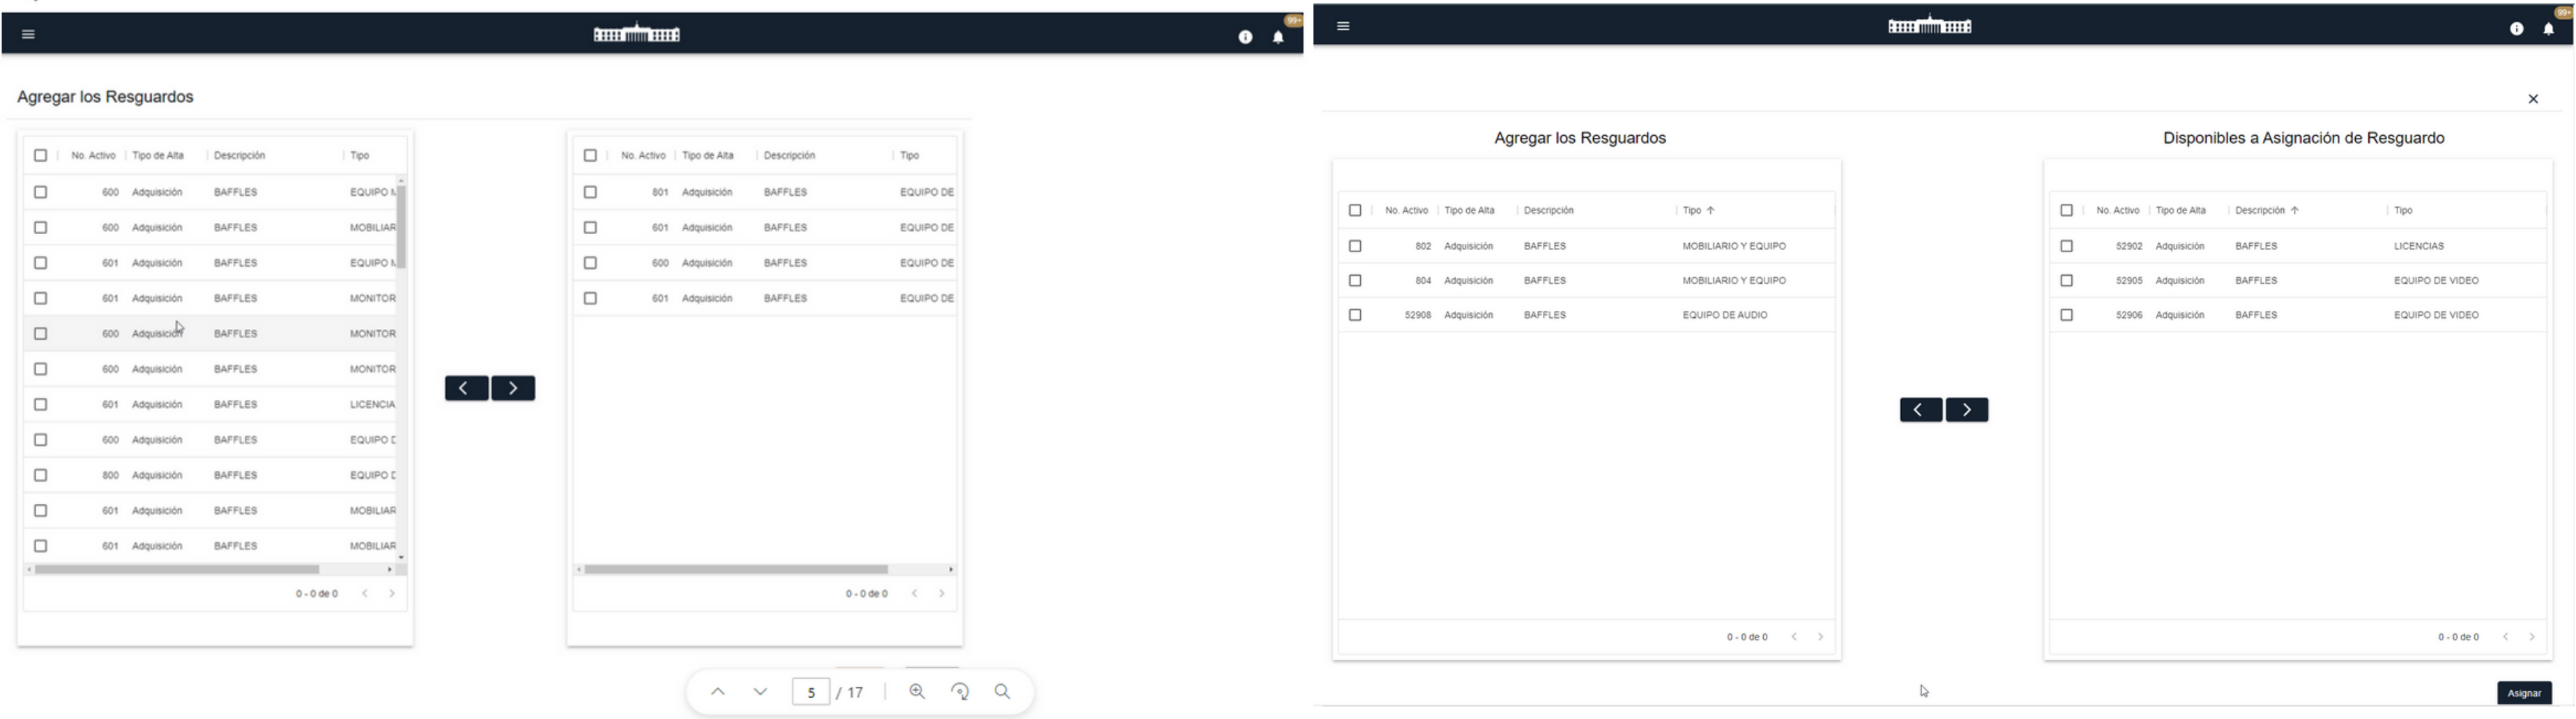 99+
Agregar los Resguardos
No. Activo Tipo de Alta Descripción Tipo
600 Adquisición BAFFLES EQUIPO
600 Adquisición BAFFLES MOBILIAR
601 Adquisición BAFFLES EQUIPO
601 Adquisición BAFFLES MONITOR
600 Adquisición BAFFLES MONITOR
600 Adquisición BAFFLES MONITOR
601 Adquisición BAFFLES LICENCIA
600 Adquisición BAFFLES EQUIPO D
800 Adquisición BAFFLES EQUIPO D
601 Adquisición BAFFLES MOBILIAR
601 Adquisición BAFFLES MOBILIAR
0 - 0 de 0
No. Activo Tipo de Alta Descripción Tipo
801 Adquisición BAFFLES EQUIPO DE
601 Adquisición BAFFLES EQUIPO DE
600 Adquisición BAFFLES EQUIPO DE
601 Adquisición BAFFLES EQUIPO DE
0 - 0 de 0
5 / 17
99+
Agregar los Resguardos
No. Activo Tipo de Alta Descripción Tipo
802 Adquisición BAFFLES MOBILIARIO Y EQUIPO
804 Adquisición BAFFLES MOBILIARIO Y EQUIPO
52908 Adquisición BAFFLES EQUIPO DE AUDIO
0 - 0 de 0
Disponibles a Asignación de Resguardo
No. Activo Tipo de Alta Descripción Tipo
52902 Adquisición BAFFLES LICENCIAS
52905 Adquisición BAFFLES EQUIPO DE VIDEO
52906 Adquisición BAFFLES EQUIPO DE VIDEO
0 - 0 de 0
Asignar